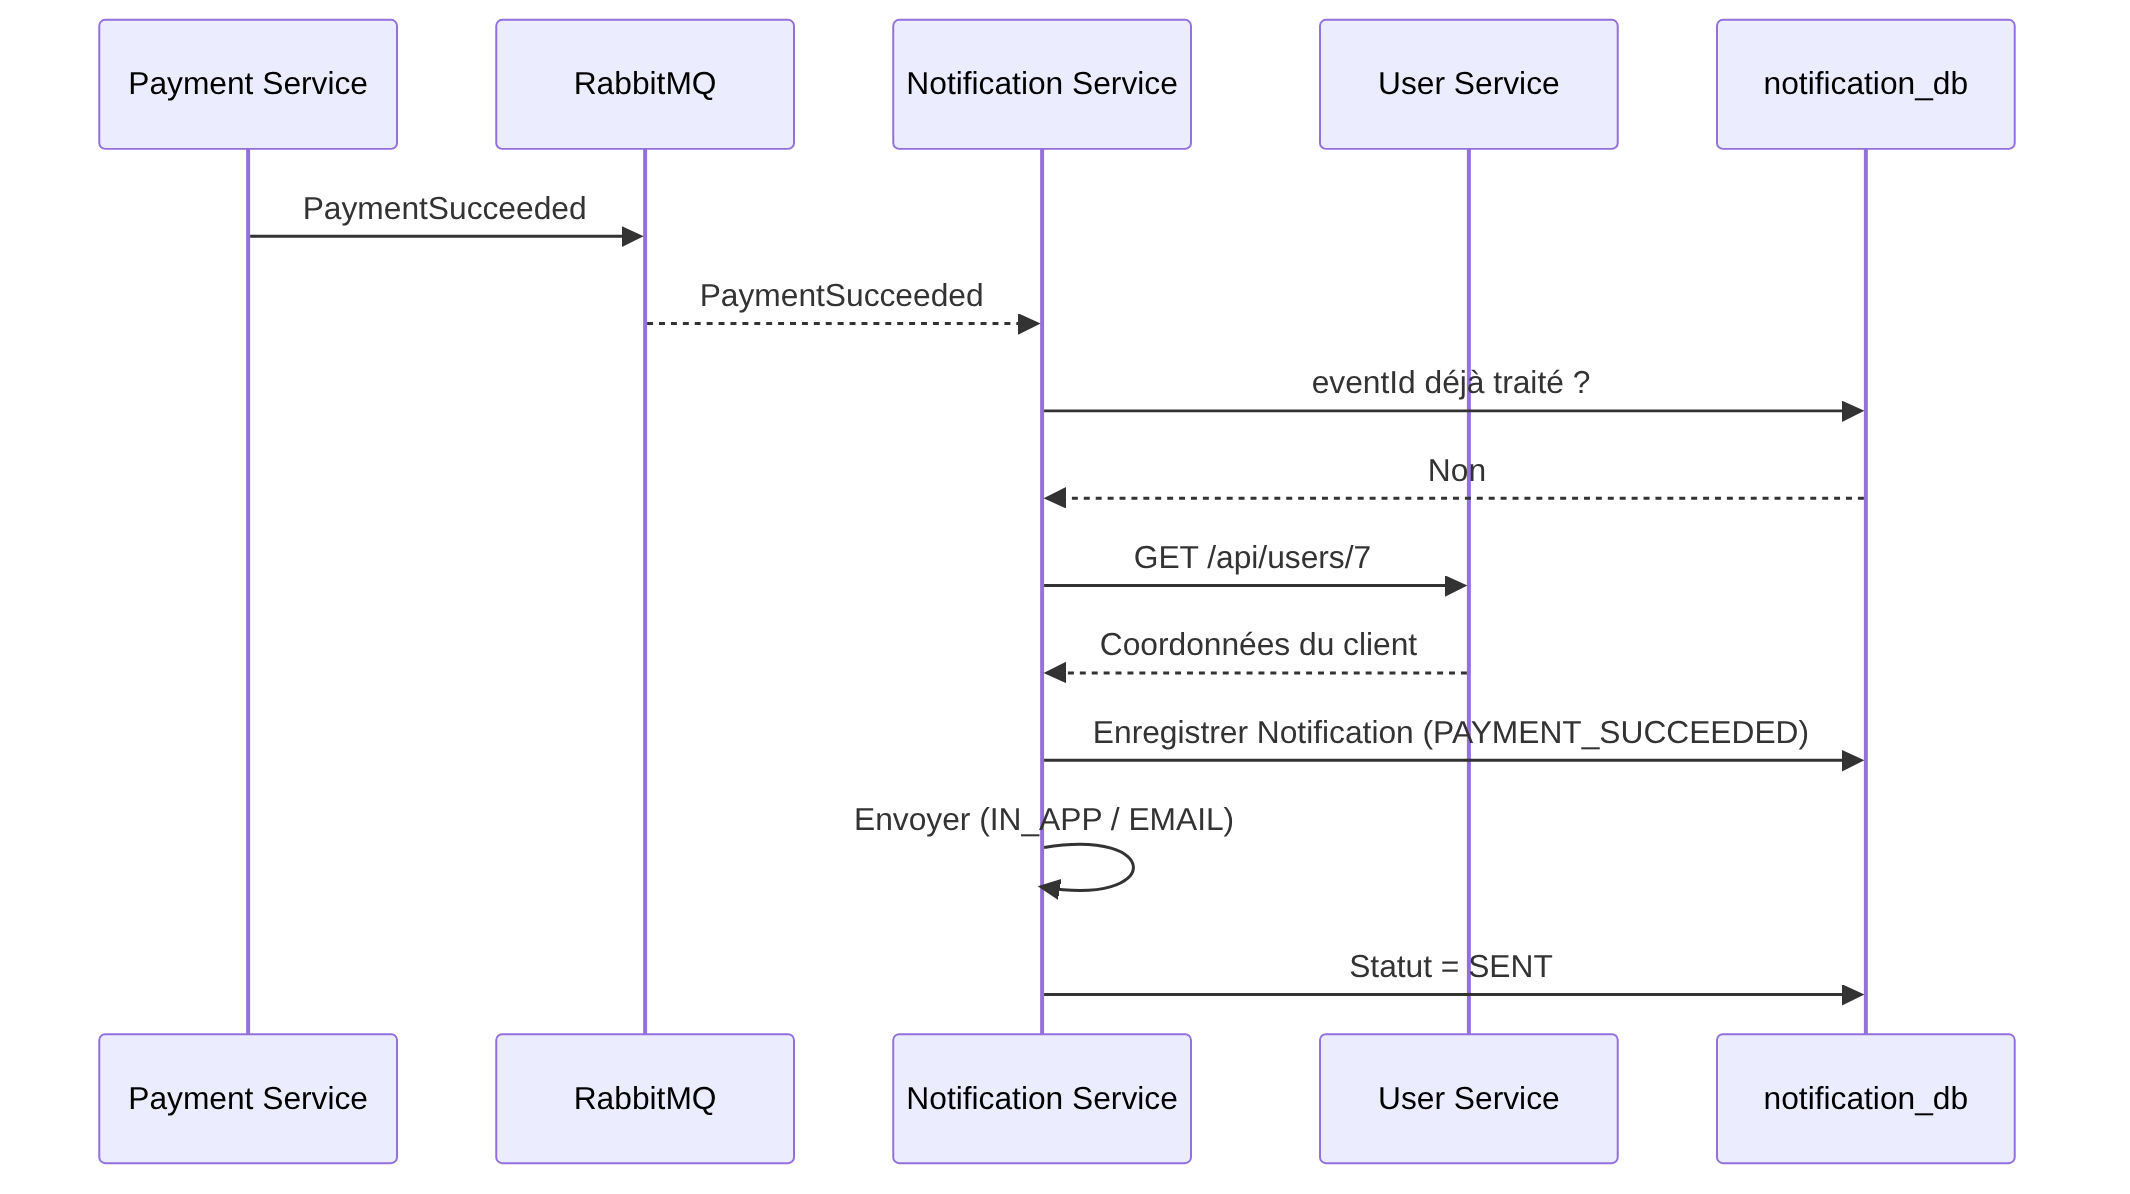 Payment Service
RabbitMQ
Notification Service
User Service
notification_db
PaymentSucceeded
PaymentSucceeded
eventId déjà traité ?
Non
GET /api/users/7
Coordonnées du client
Enregistrer Notification (PAYMENT_SUCCEEDED)
Envoyer (IN_APP / EMAIL)
Statut = SENT
Payment Service
RabbitMQ
Notification Service
User Service
notification_db